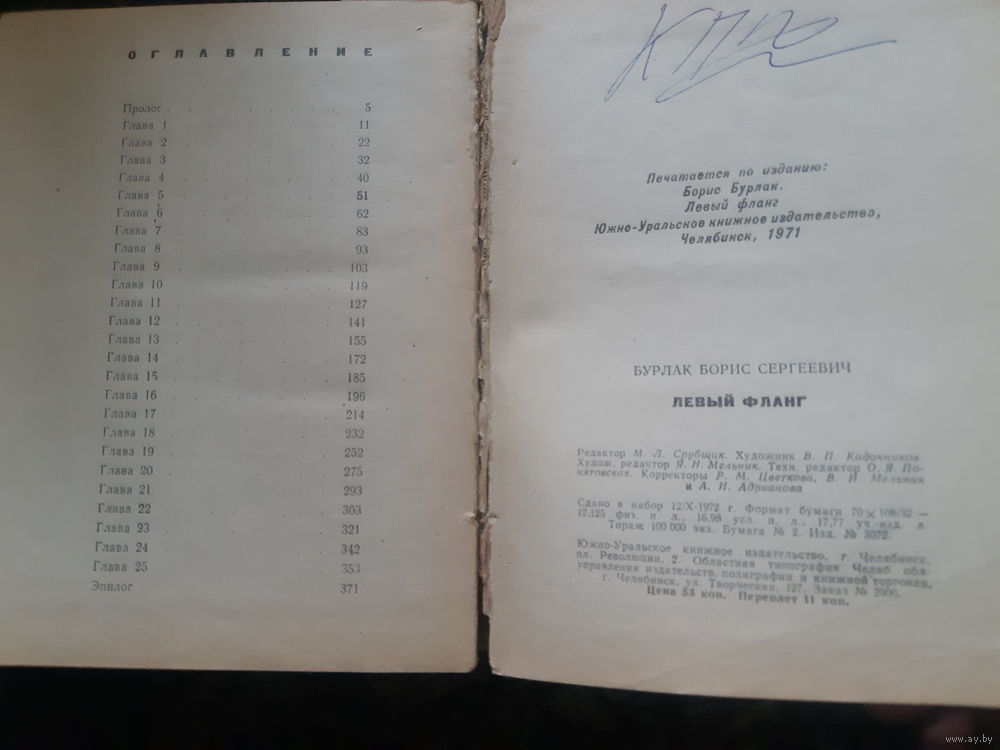 ОГЛАВЛЕНИЕ
Пролог . . . . . . . 5
Глава 1 . . . . . . . 11
Глава 2 . . . . . . . 22
Глава 3 . . . . . . . 32
Глава 4 . . . . . . . 40
Глава 5 . . . . . . . 51
Глава 6 . . . . . . . 62
Глава 7 . . . . . . . 83
Глава 8 . . . . . . . 93
Глава 9 . . . . . . . 103
Глава 10 . . . . . . . 119
Глава 11 . . . . . . . 127
Глава 12 . . . . . . . 141
Глава 13 . . . . . . . 155
Глава 14 . . . . . . . 172
Глава 15 . . . . . . . 185
Глава 16 . . . . . . . 196
Глава 17 . . . . . . . 214
Глава 18 . . . . . . . 232
Глава 19 . . . . . . . 252
Глава 20 . . . . . . . 275
Глава 21 . . . . . . . 293
Глава 22 . . . . . . . 303
Глава 23 . . . . . . . 321
Глава 24 . . . . . . . 342
Глава 25 . . . . . . . 353
Эпилог . . . . . . . 371
Печатается по изданию:
Борис Бурлак.
Левый фланг
Южно-Уральское книжное издательство,
Челябинск, 1971
БУРЛАК БОРИС СЕРГЕЕВИЧ
ЛЕВЫЙ ФЛАНГ
Редактор М. Л. Срубщик. Художник В. П. Кадочников.
Худож. редактор Я. Н. Мельник. Техн. редактор О. Я. По-
нятовская. Корректоры Р. М. Цветкова, В. И. Мельник
и А. И. Адрианова
Сдано в набор 12/X-1972 г. Формат бумаги 70×108/32 —
12,125 физ. п. л., 16,98 усл. п. л., 17,77 уч.-изд. л.
Тираж 100 000 экз. Бумага № 2. Изд. № 3072.
Южно-Уральское книжное издательство, г. Челябинск,
пл. Революции, 2. Областная типография Челяб. обл.
управления издательств, полиграфии и книжной торговли,
г. Челябинск, ул. Творческая, 127. Заказ № 2900.
Цена 53 коп. Переплет 11 коп.
www.ay.by